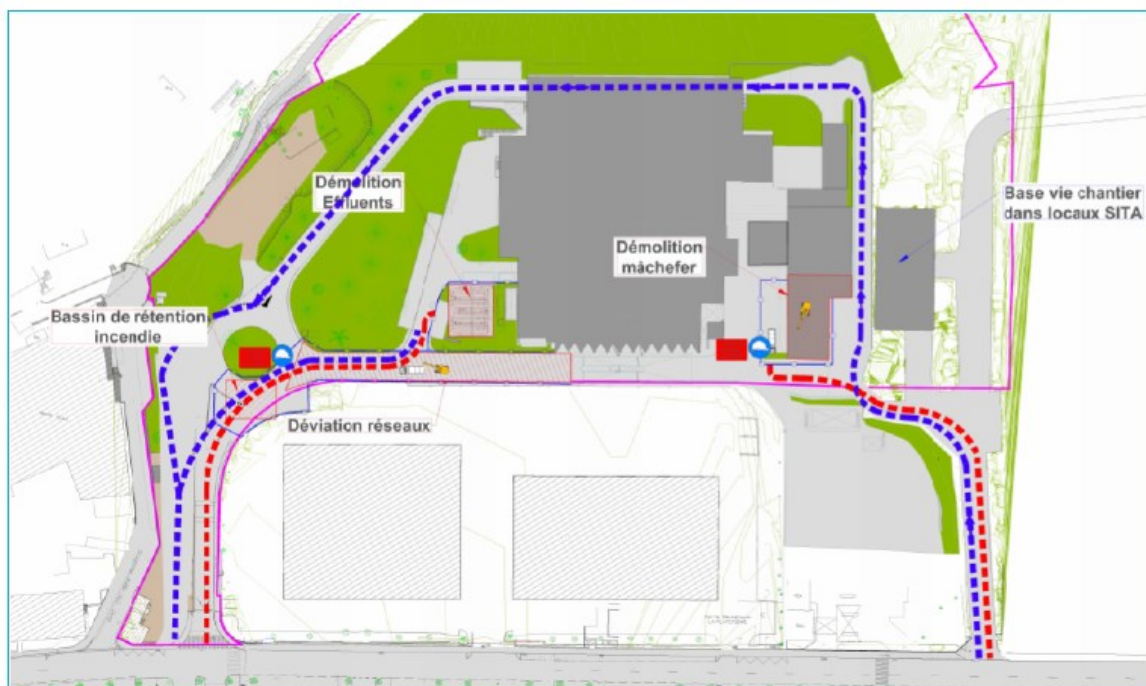 Démolition
Effluents
Base vie chantier
dans locaux SITA
Démolition
mâchefer
Bassin de rétention
incendie
Déviation réseaux